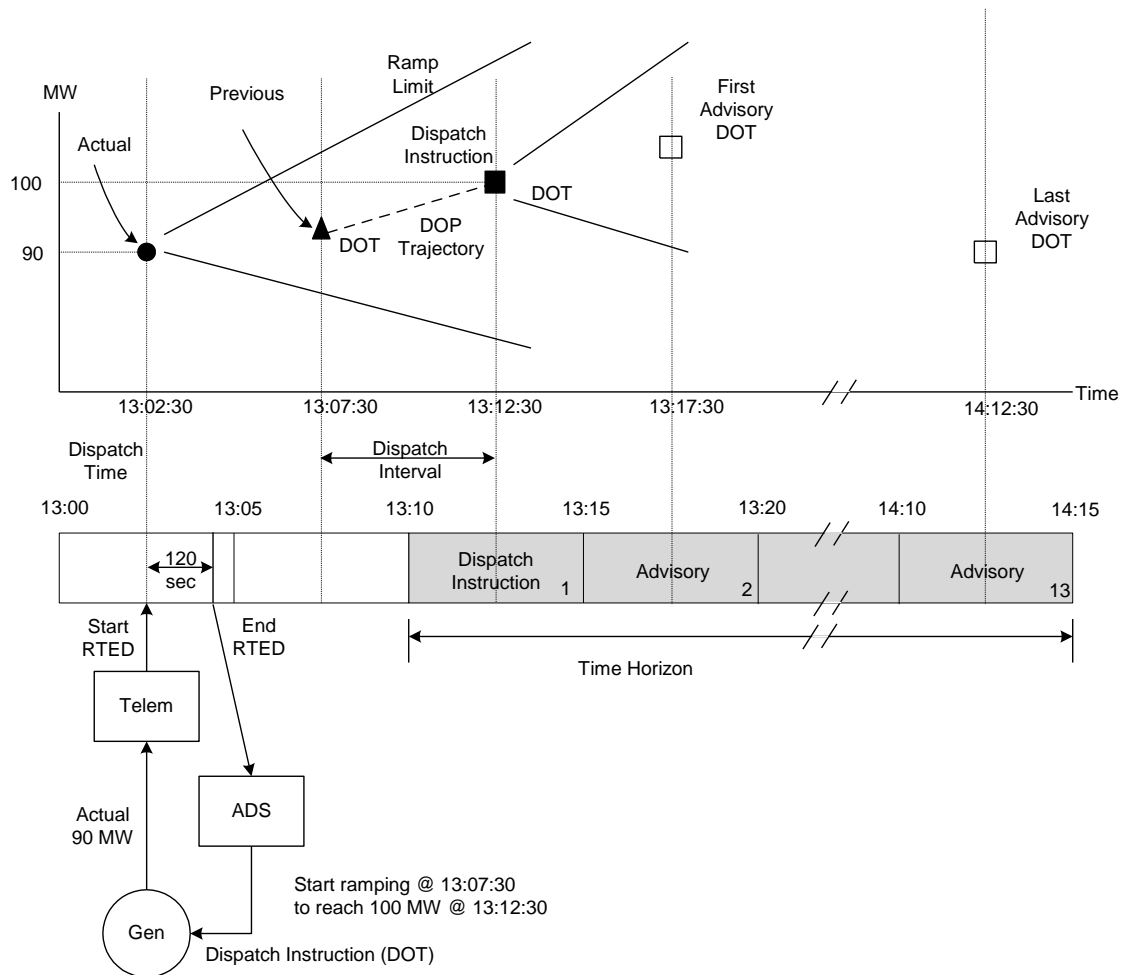 Ramp
Limit
MW
Previous
First
Advisory
DOT
Actual
Dispatch
Instruction
100
DOT
Last
Advisory
DOT
DOT
DOP
Trajectory
90
Time
13:02:30
13:07:30
13:12:30
13:17:30
14:12:30
Dispatch
Time
Dispatch
Interval
13:00
13:05
13:10
13:15
13:20
14:10
14:15
120
sec
Dispatch
Instruction
1
Advisory
2
Advisory
13
Start
RTED
End
RTED
Time Horizon
Telem
ADS
Actual
90 MW
Start ramping @ 13:07:30
to reach 100 MW @ 13:12:30
Gen
Dispatch Instruction (DOT)